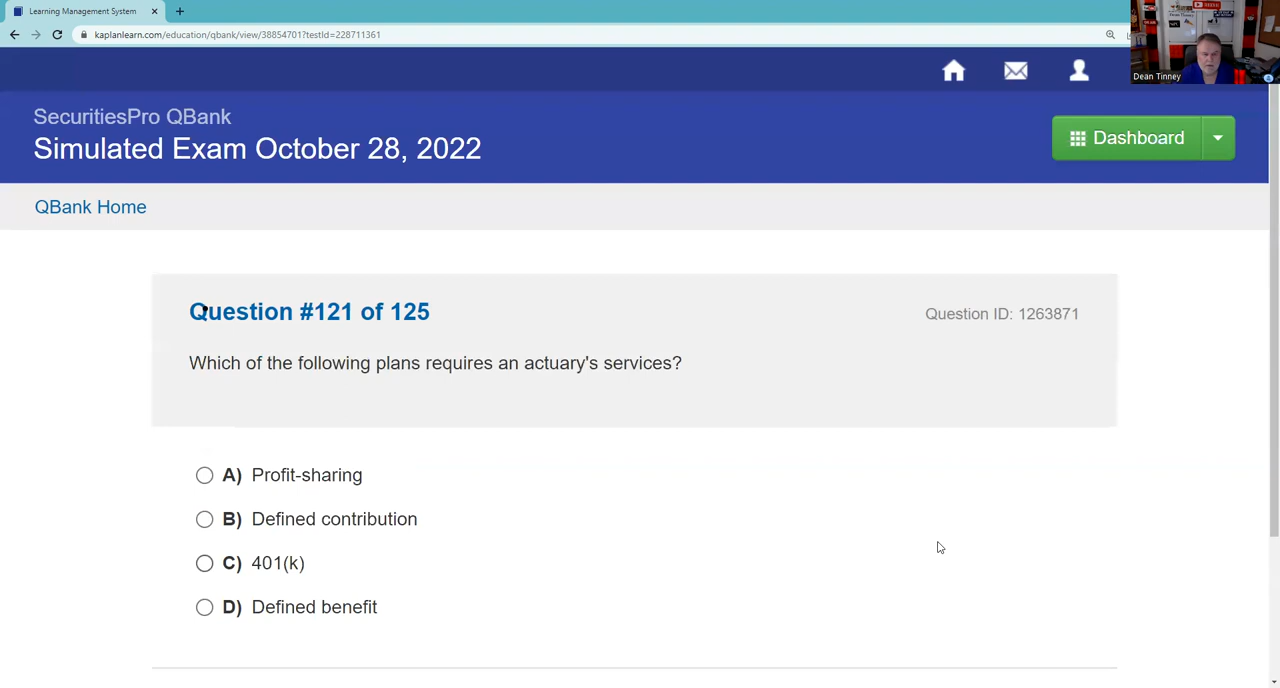 Learning Management System
kaplanlearn.com/education/qbank/view/38854701?testId=228711361
Dean Tinney
SecuritiesPro QBank
Simulated Exam October 28, 2022
Dashboard
QBank Home
Question #121 of 125
Question ID: 1263871
Which of the following plans requires an actuary's services?
A) Profit-sharing
B) Defined contribution
C) 401(k)
D) Defined benefit